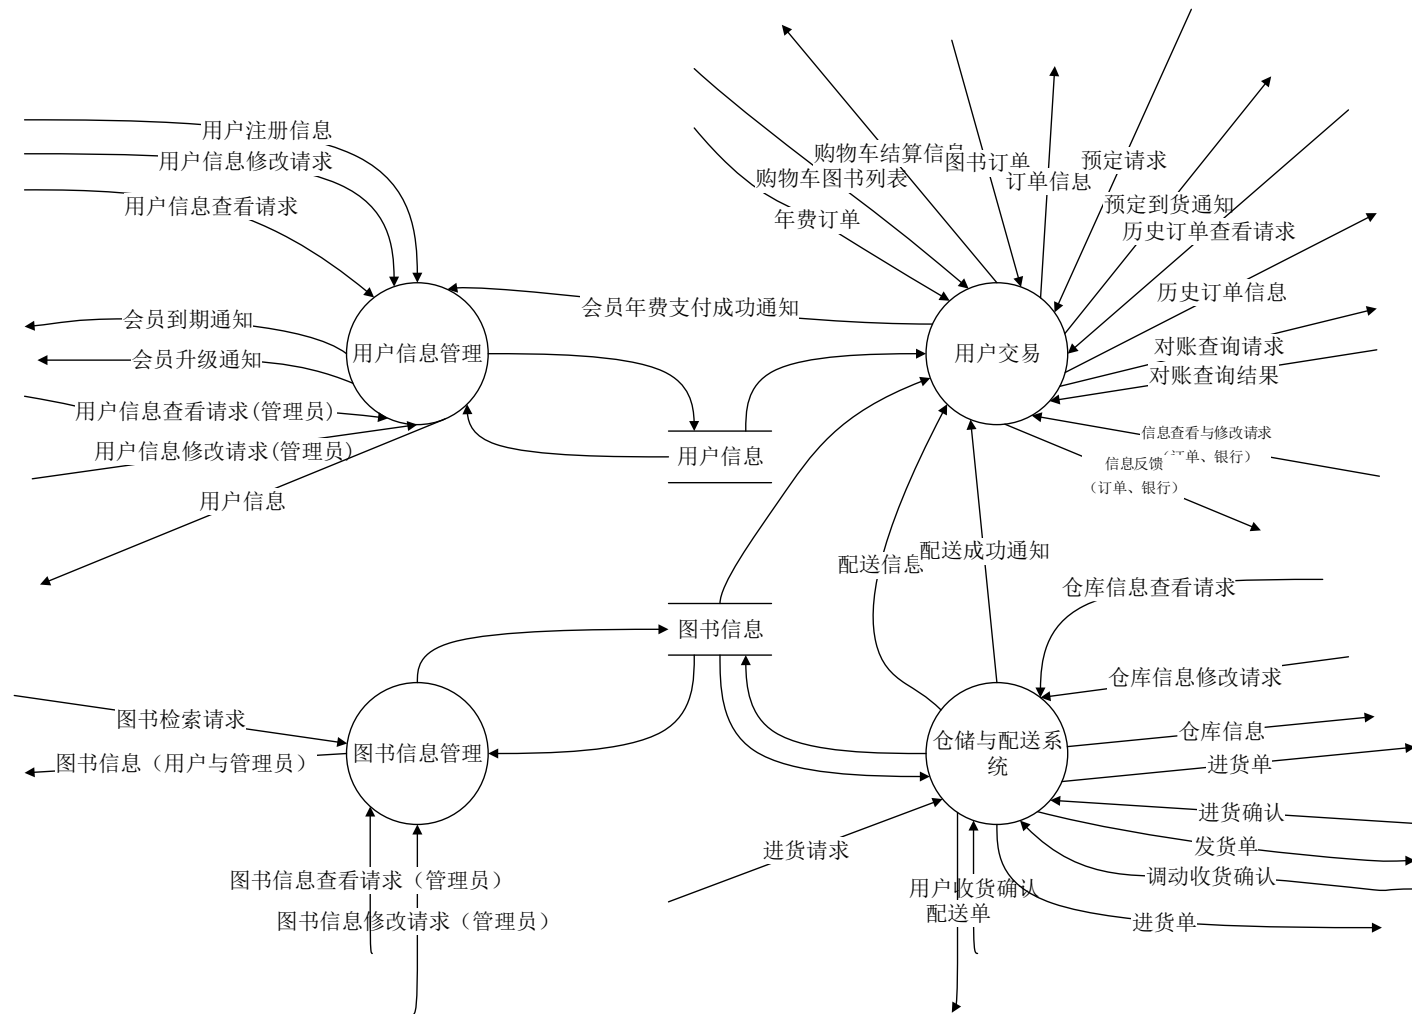 用户注册信息
用户信息修改请求
用户信息查看请求
会员到期通知
会员升级通知
用户信息管理
用户信息查看请求(管理员)
用户信息修改请求(管理员)
用户信息
会员年费支付成功通知
用户信息
购物车结算信息
购物车图书列表
年费订单
图书订单
订单信息
预定请求
预定到货通知
历史订单查看请求
历史订单信息
用户交易
对账查询请求
对账查询结果
信息查看与修改请求
(订单、银行)
信息反馈
(订单、银行)
配送信息
配送成功通知
图书信息
图书检索请求
图书信息（用户与管理员）
图书信息管理
图书信息查看请求（管理员）
图书信息修改请求（管理员）
仓库信息查看请求
仓库信息修改请求
仓储与配送系
统
仓库信息
进货单
进货确认
发货单
调动收货确认
进货单
进货请求
用户收货确认
配送单